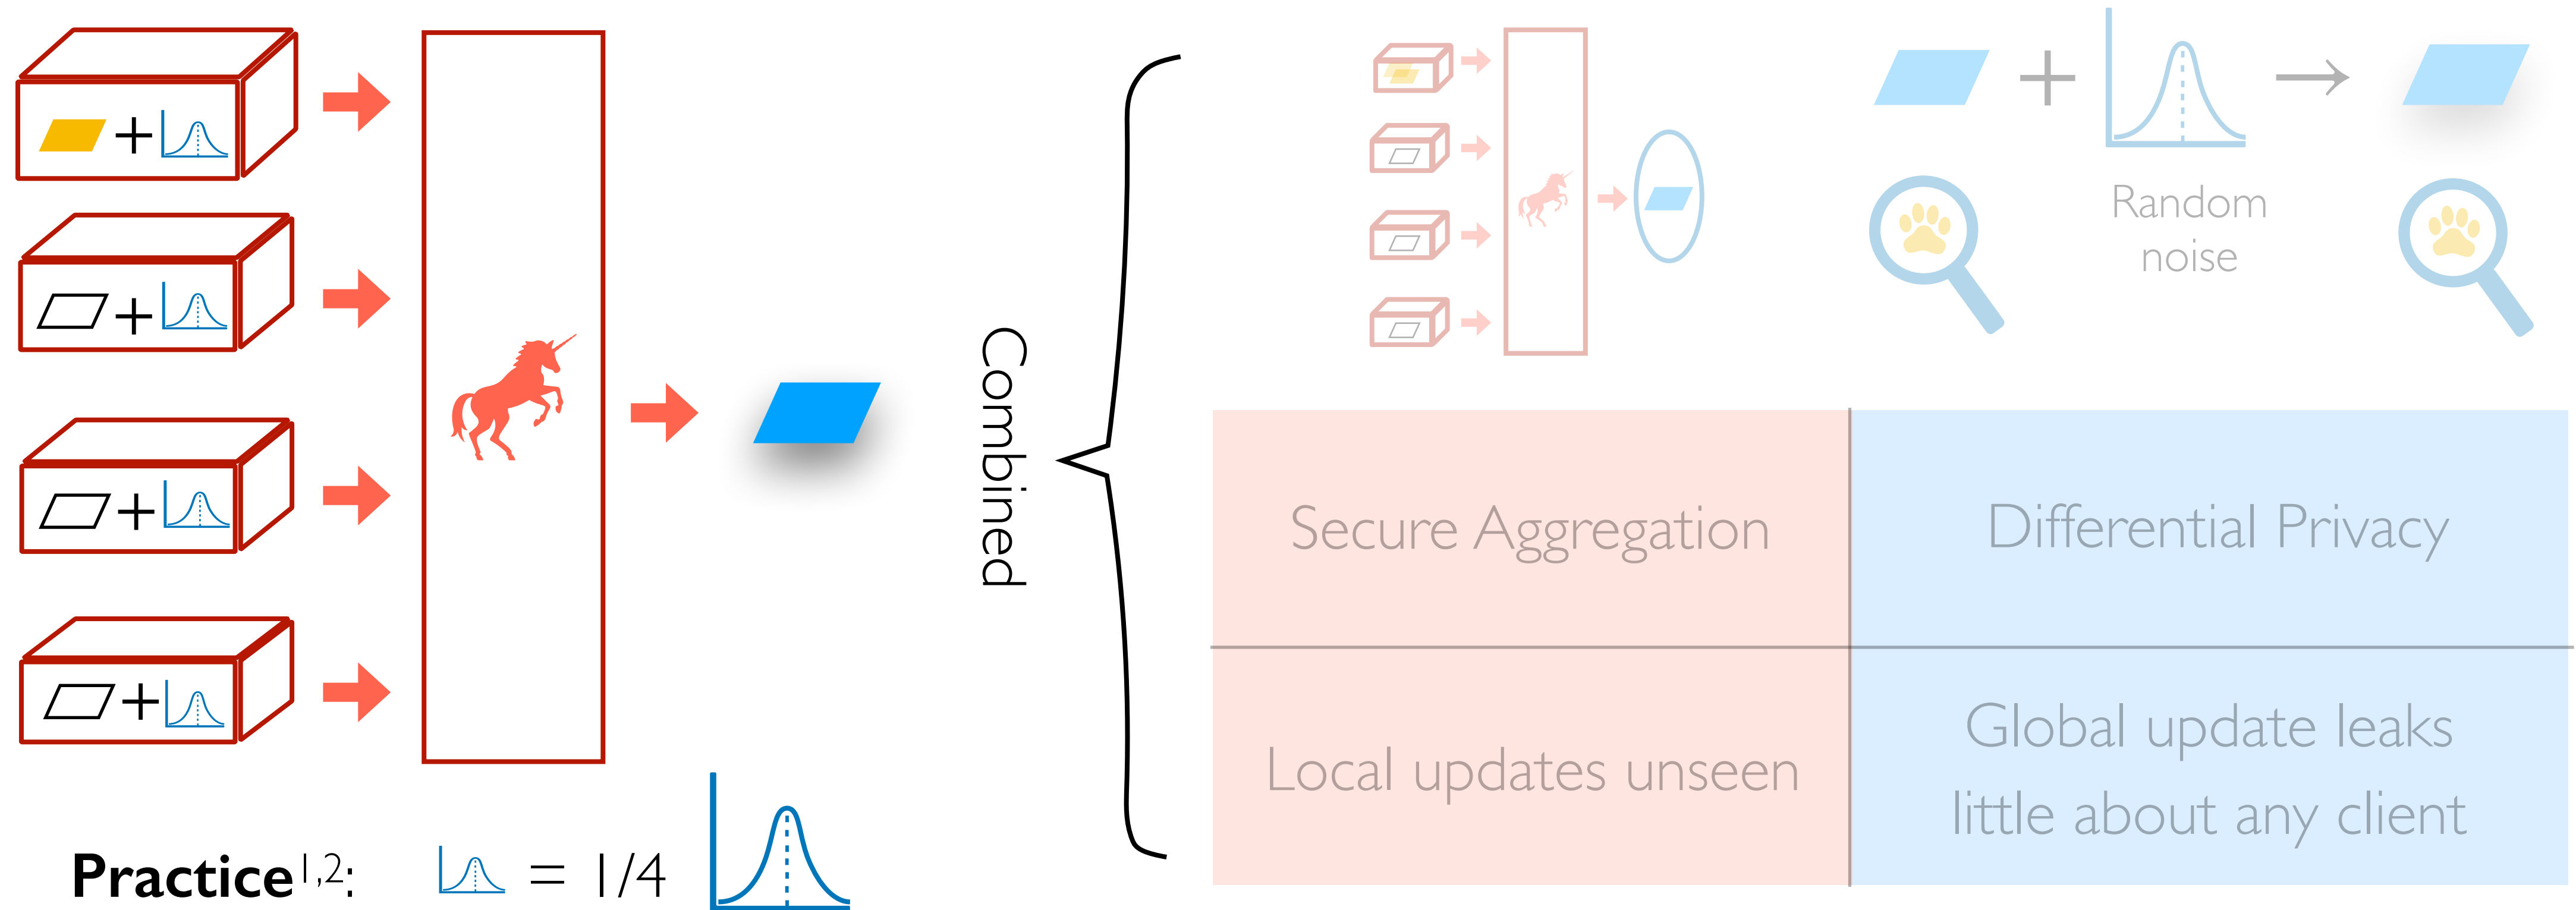 Combined
Random
noise
Secure Aggregation
Differential Privacy
Local updates unseen
Global update leaks
little about any client
Practice1,2: = 1/4